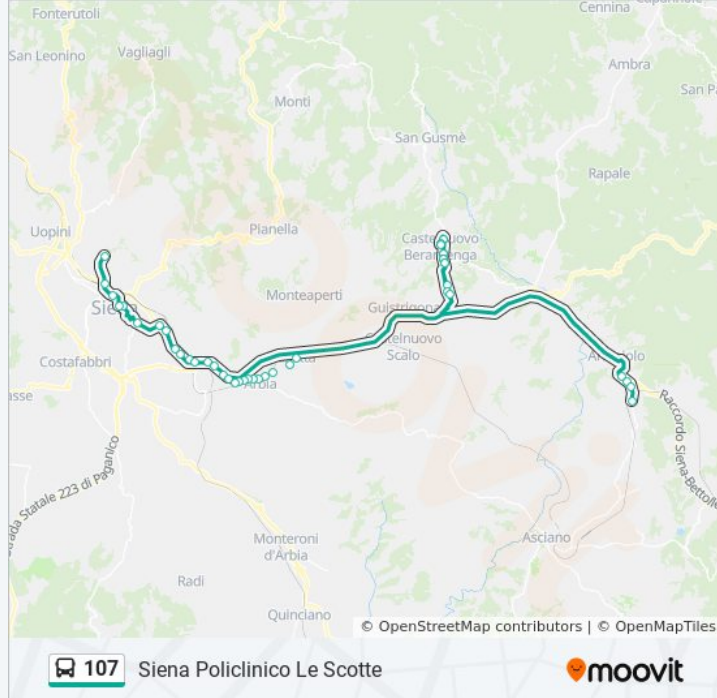 Fonterutoli
Cennina
San Leonino
Vagliagli
Ambra
Monti
San Gusmè
Rapale
Uopini
Pianella
Castelnuovo
Berardenga
Monteaperti
Siena
Guistrigona
Castelnuovo
Scalo
Costafabbri
Arbia
Raccordo Siena-Bettolle
Strada Statale 223 di Paganico
Monteroni
d'Arbia
Asciano
Radi
Quinciano
© OpenStreetMap contributors | © OpenMapTiles
107 Siena Policlinico Le Scotte
moovit